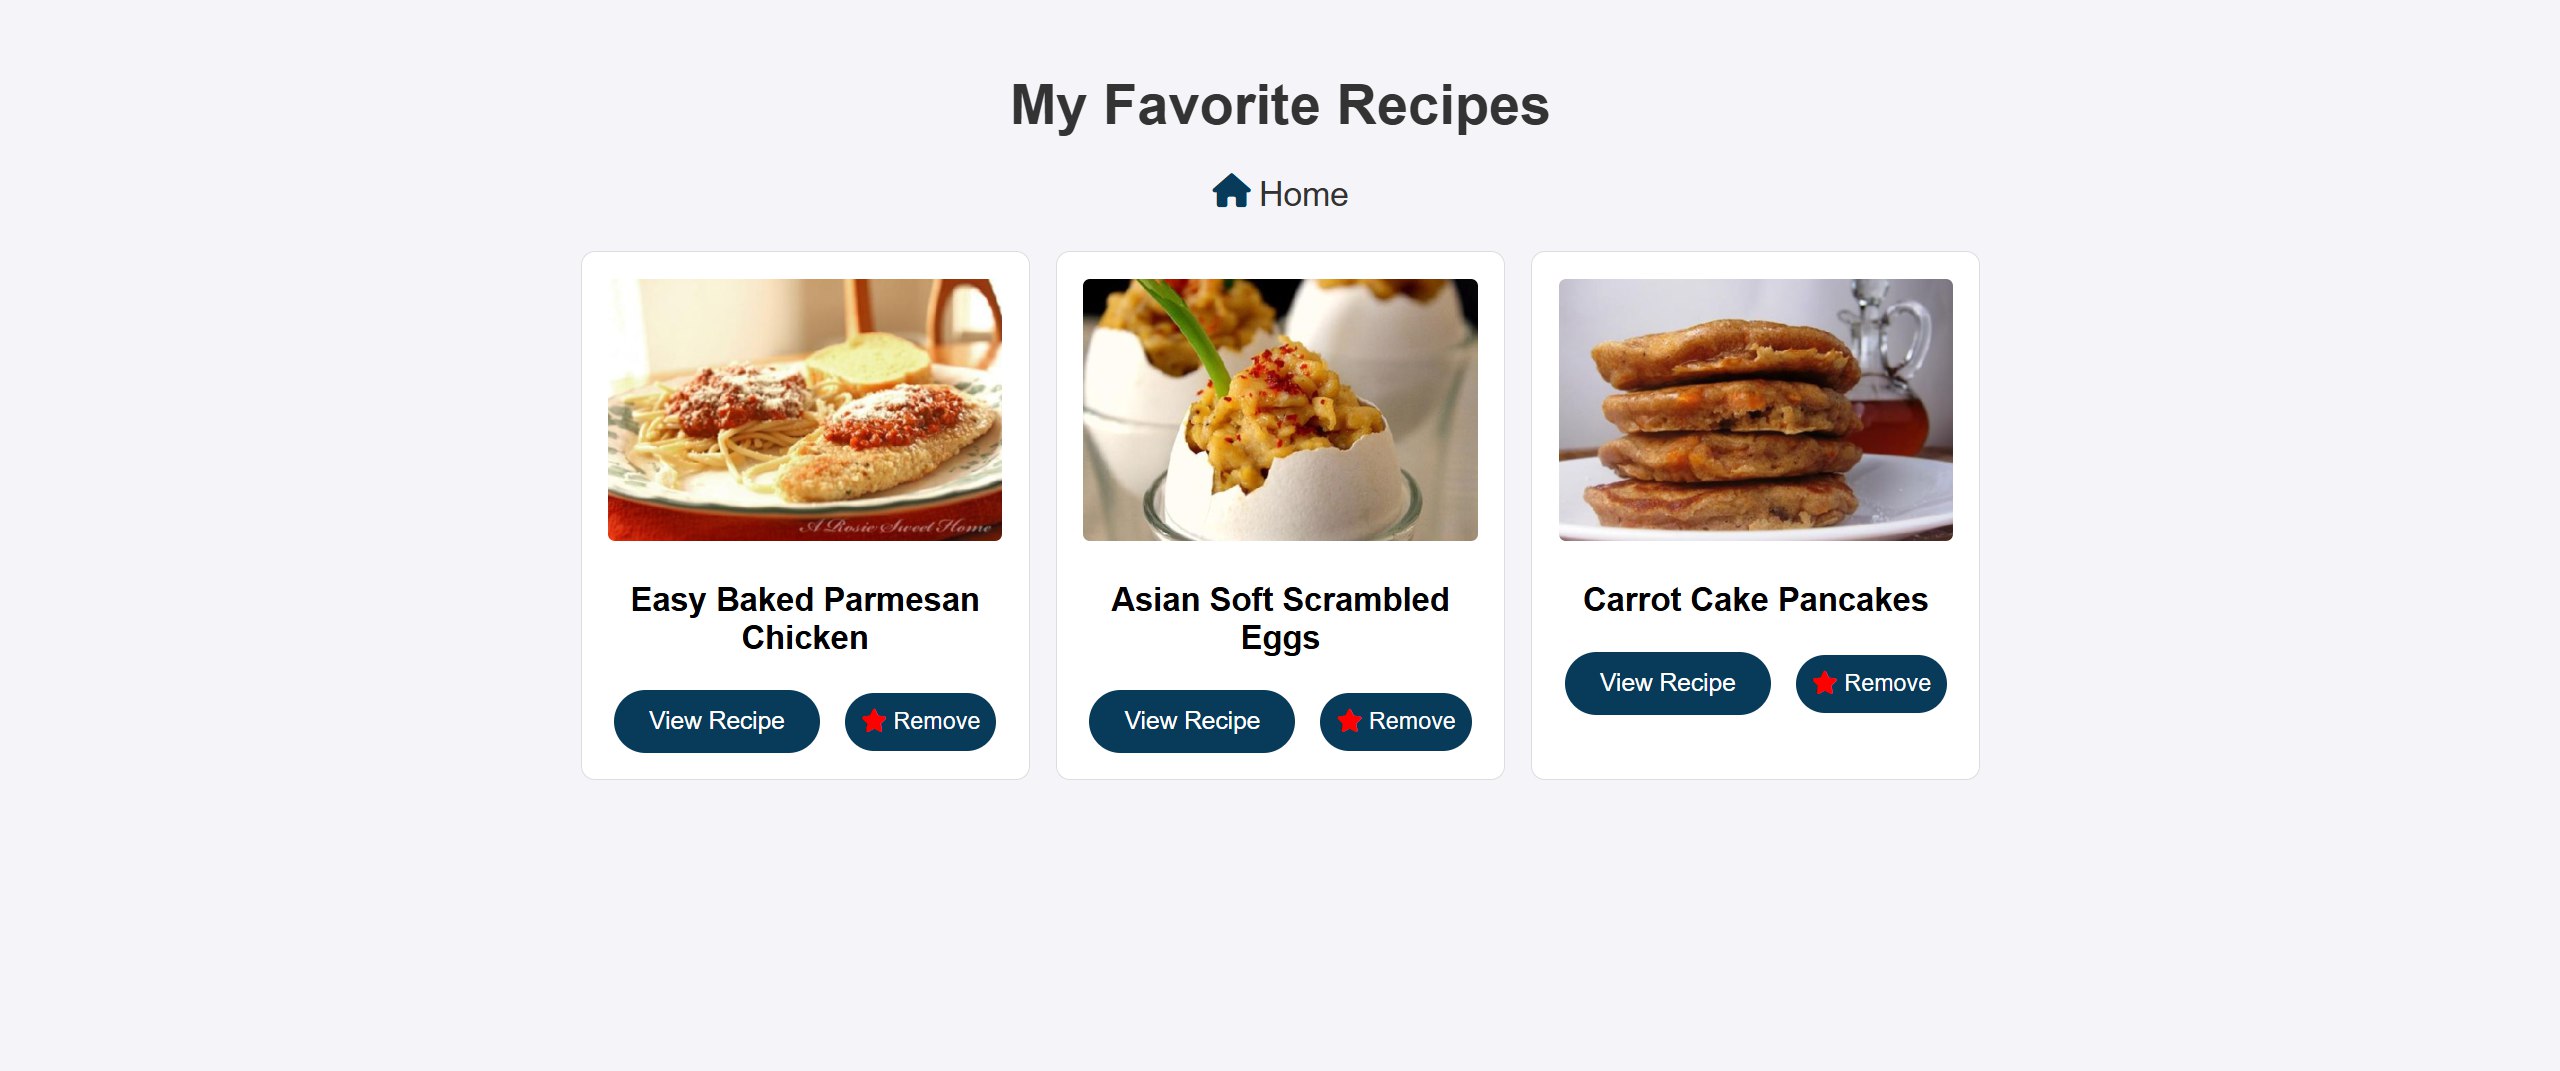 My Favorite Recipes
Home
A Rosie Sweet Home
Easy Baked Parmesan
Chicken
View Recipe
Remove
Asian Soft Scrambled
Eggs
View Recipe
Remove
Carrot Cake Pancakes
View Recipe
Remove